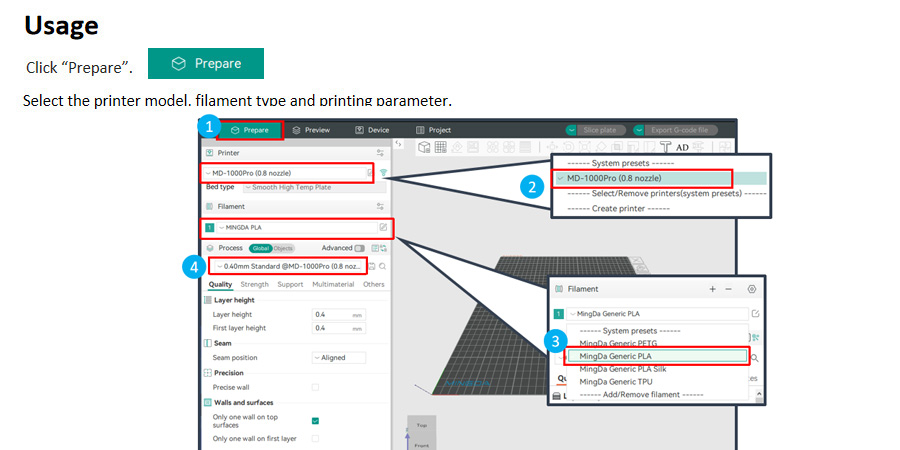 Usage
Click “Prepare”.
Prepare
Select the printer model, filament type and printing parameter.
1
Prepare
Preview
Device
Project
Slice plate
Export G-code file
Printer
AD
MD-1000Pro (0.8 nozzle)
Bed type
Smooth High Temp Plate
------ System presets ------
2
MD-1000Pro (0.8 nozzle)
------ Select/Remove printers(system presets) ------
------ Create printer ------
Filament
1
MINGDA PLA
Process
Global
Objects
Advanced
4
0.40mm Standard @MD-1000Pro (0.8 noz...
Quality
Strength
Support
Multimaterial
Others
Layer height
Layer height
0.4
mm
First layer height
0.4
mm
Seam
Seam position
Aligned
Precision
Precise wall
Walls and surfaces
Only one wall on top
surfaces
Only one wall on first layer
Filament
1
MingDa Generic PLA
------ System presets ------
3
MingDa Generic PETG
MingDa Generic PLA
MingDa Generic PLA Silk
MingDa Generic TPU
------ Add/Remove filament ------
Top
Front